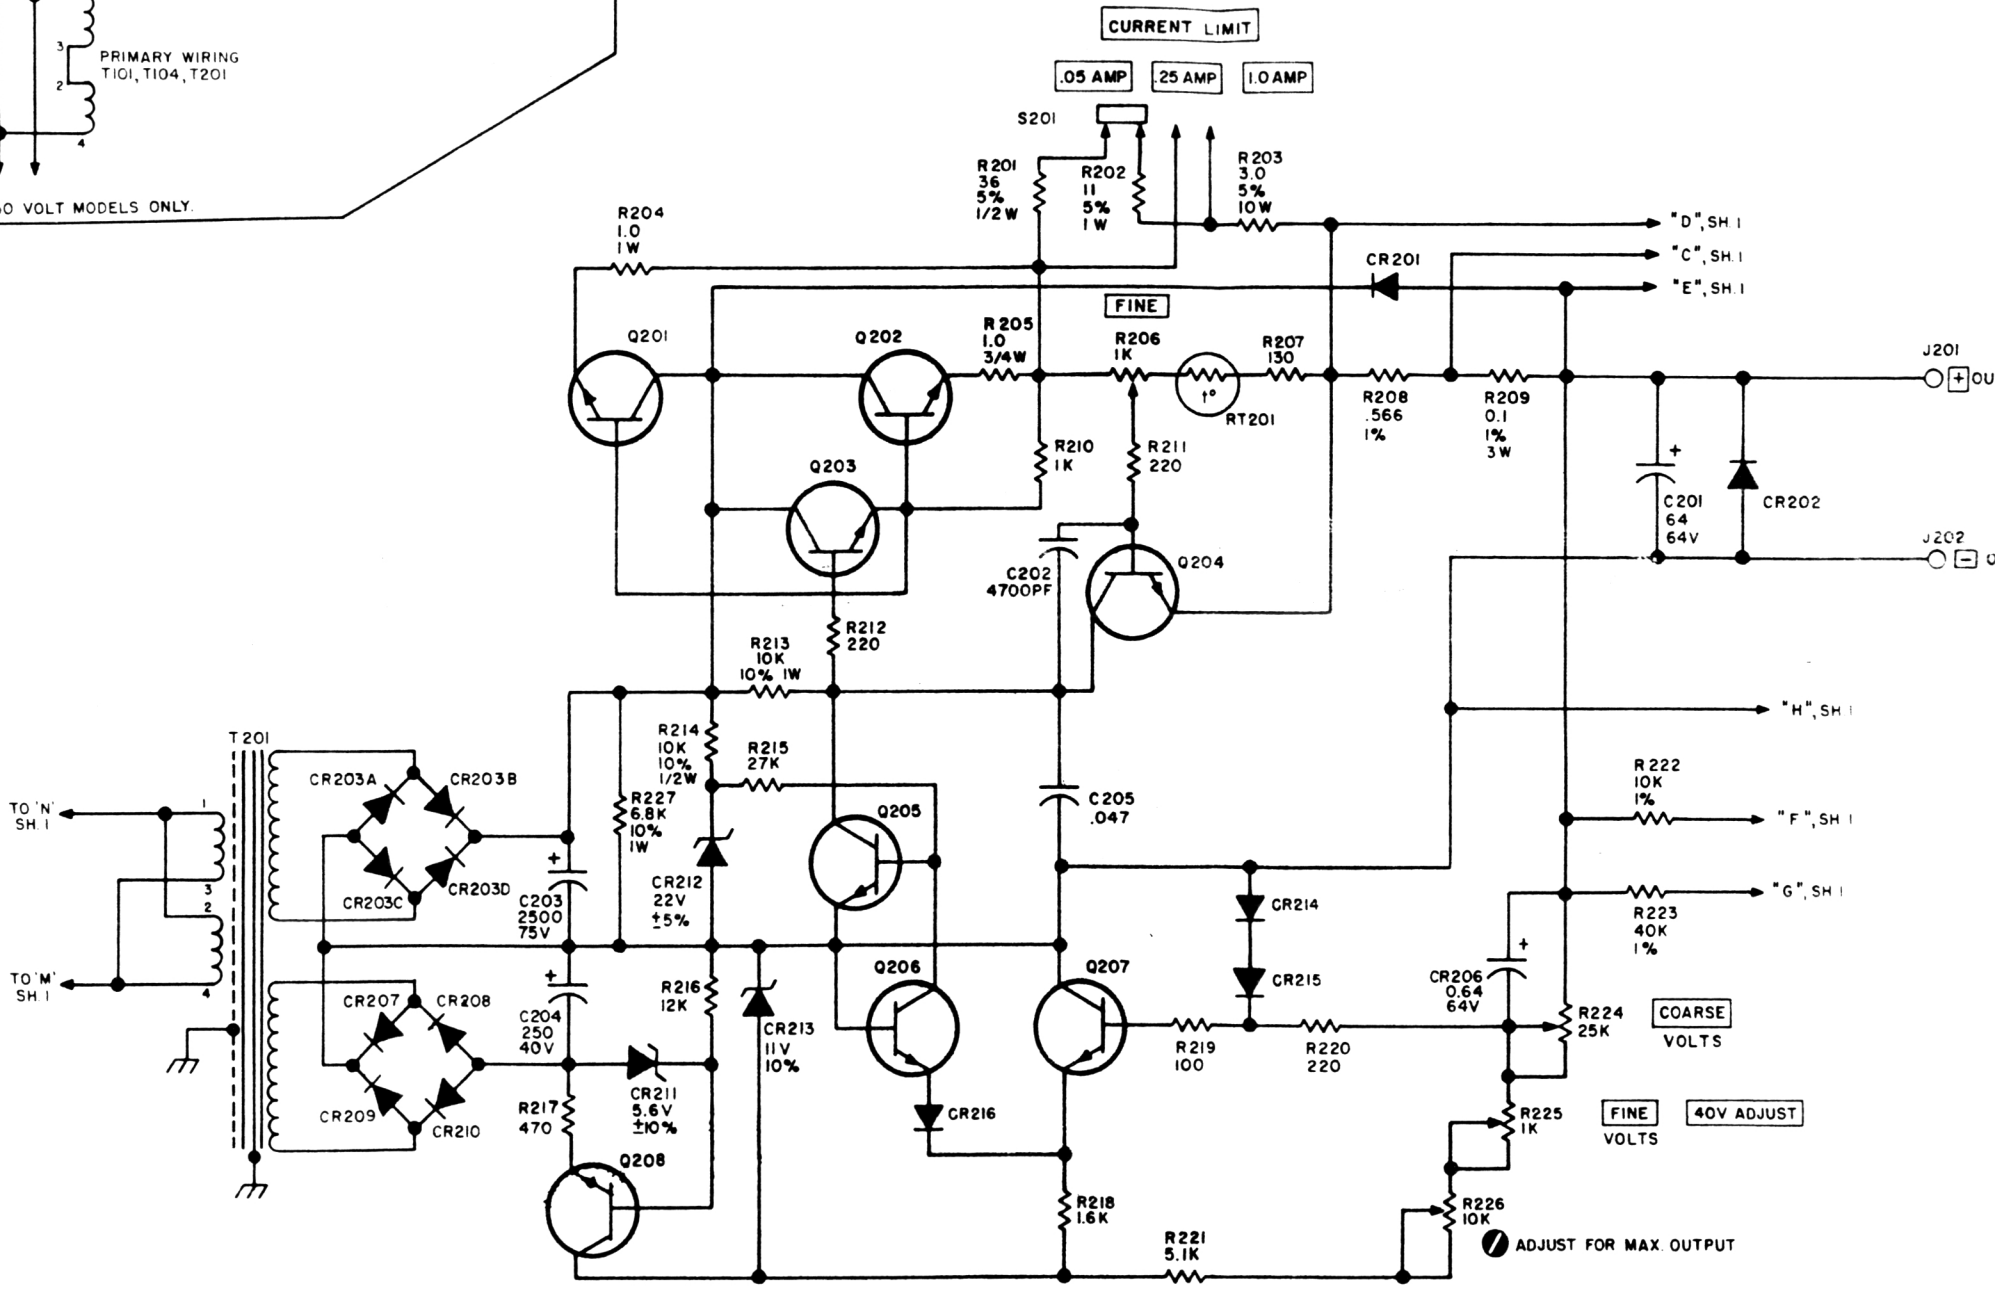 CURRENT LIMIT
.05 AMP
.25 AMP
1.0 AMP
3
2
4
PRIMARY WIRING
T101, T104, T201
VOLT MODELS ONLY.
S201
R201
36
5%
1/2 W
R202
11
5%
1 W
R203
3.0
5%
10W
R204
1.0
1 W
"D", SH. 1
"C", SH. 1
"E", SH. 1
CR201
FINE
Q201
Q202
R205
1.0
3/4W
R206
1K
R207
130
t°
RT201
R208
.566
1%
R209
0.1
1%
3 W
J201
+
Q203
R210
1K
R211
220
+
C201
64
64V
CR202
J202
-
C202
4700PF
Q204
R212
220
R213
10K
10% 1W
"H", SH 1
T201
R214
10K
10%
1/2W
R215
27K
CR203A
CR203B
CR203C
CR203D
TO 'N'
SH. 1
1
3
2
4
TO 'M'
SH. 1
R227
6.8K
10%
1W
+
C203
2500
75V
CR212
22V
±5%
Q205
C205
.047
R222
10K
1%
"F", SH 1
R223
40K
1%
"G", SH 1
CR214
CR215
+
CR206
0.64
64V
R224
25K
COARSE
VOLTS
CR207
CR208
CR209
CR210
+
C204
250
40V
R216
12K
CR213
11V
10%
Q206
Q207
R219
100
R220
220
R217
470
CR211
5.6V
±10%
CR216
R225
1K
FINE
VOLTS
40V ADJUST
Q208
R218
1.6K
R221
5.1K
R226
10K
ADJUST FOR MAX. OUTPUT